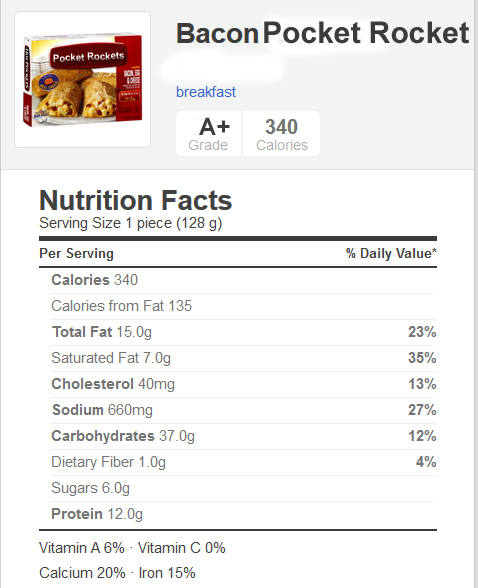 Bacon Pocket Rocket
Pocket Rockets
BACON, EGG
& CHEESE
breakfast
A+ 340
Grade Calories
Nutrition Facts
Serving Size 1 piece (128 g)
Per Serving % Daily Value*
Calories 340
Calories from Fat 135
Total Fat 15.0g 23%
Saturated Fat 7.0g 35%
Cholesterol 40mg 13%
Sodium 660mg 27%
Carbohydrates 37.0g 12%
Dietary Fiber 1.0g 4%
Sugars 6.0g
Protein 12.0g
Vitamin A 6% · Vitamin C 0%
Calcium 20% · Iron 15%